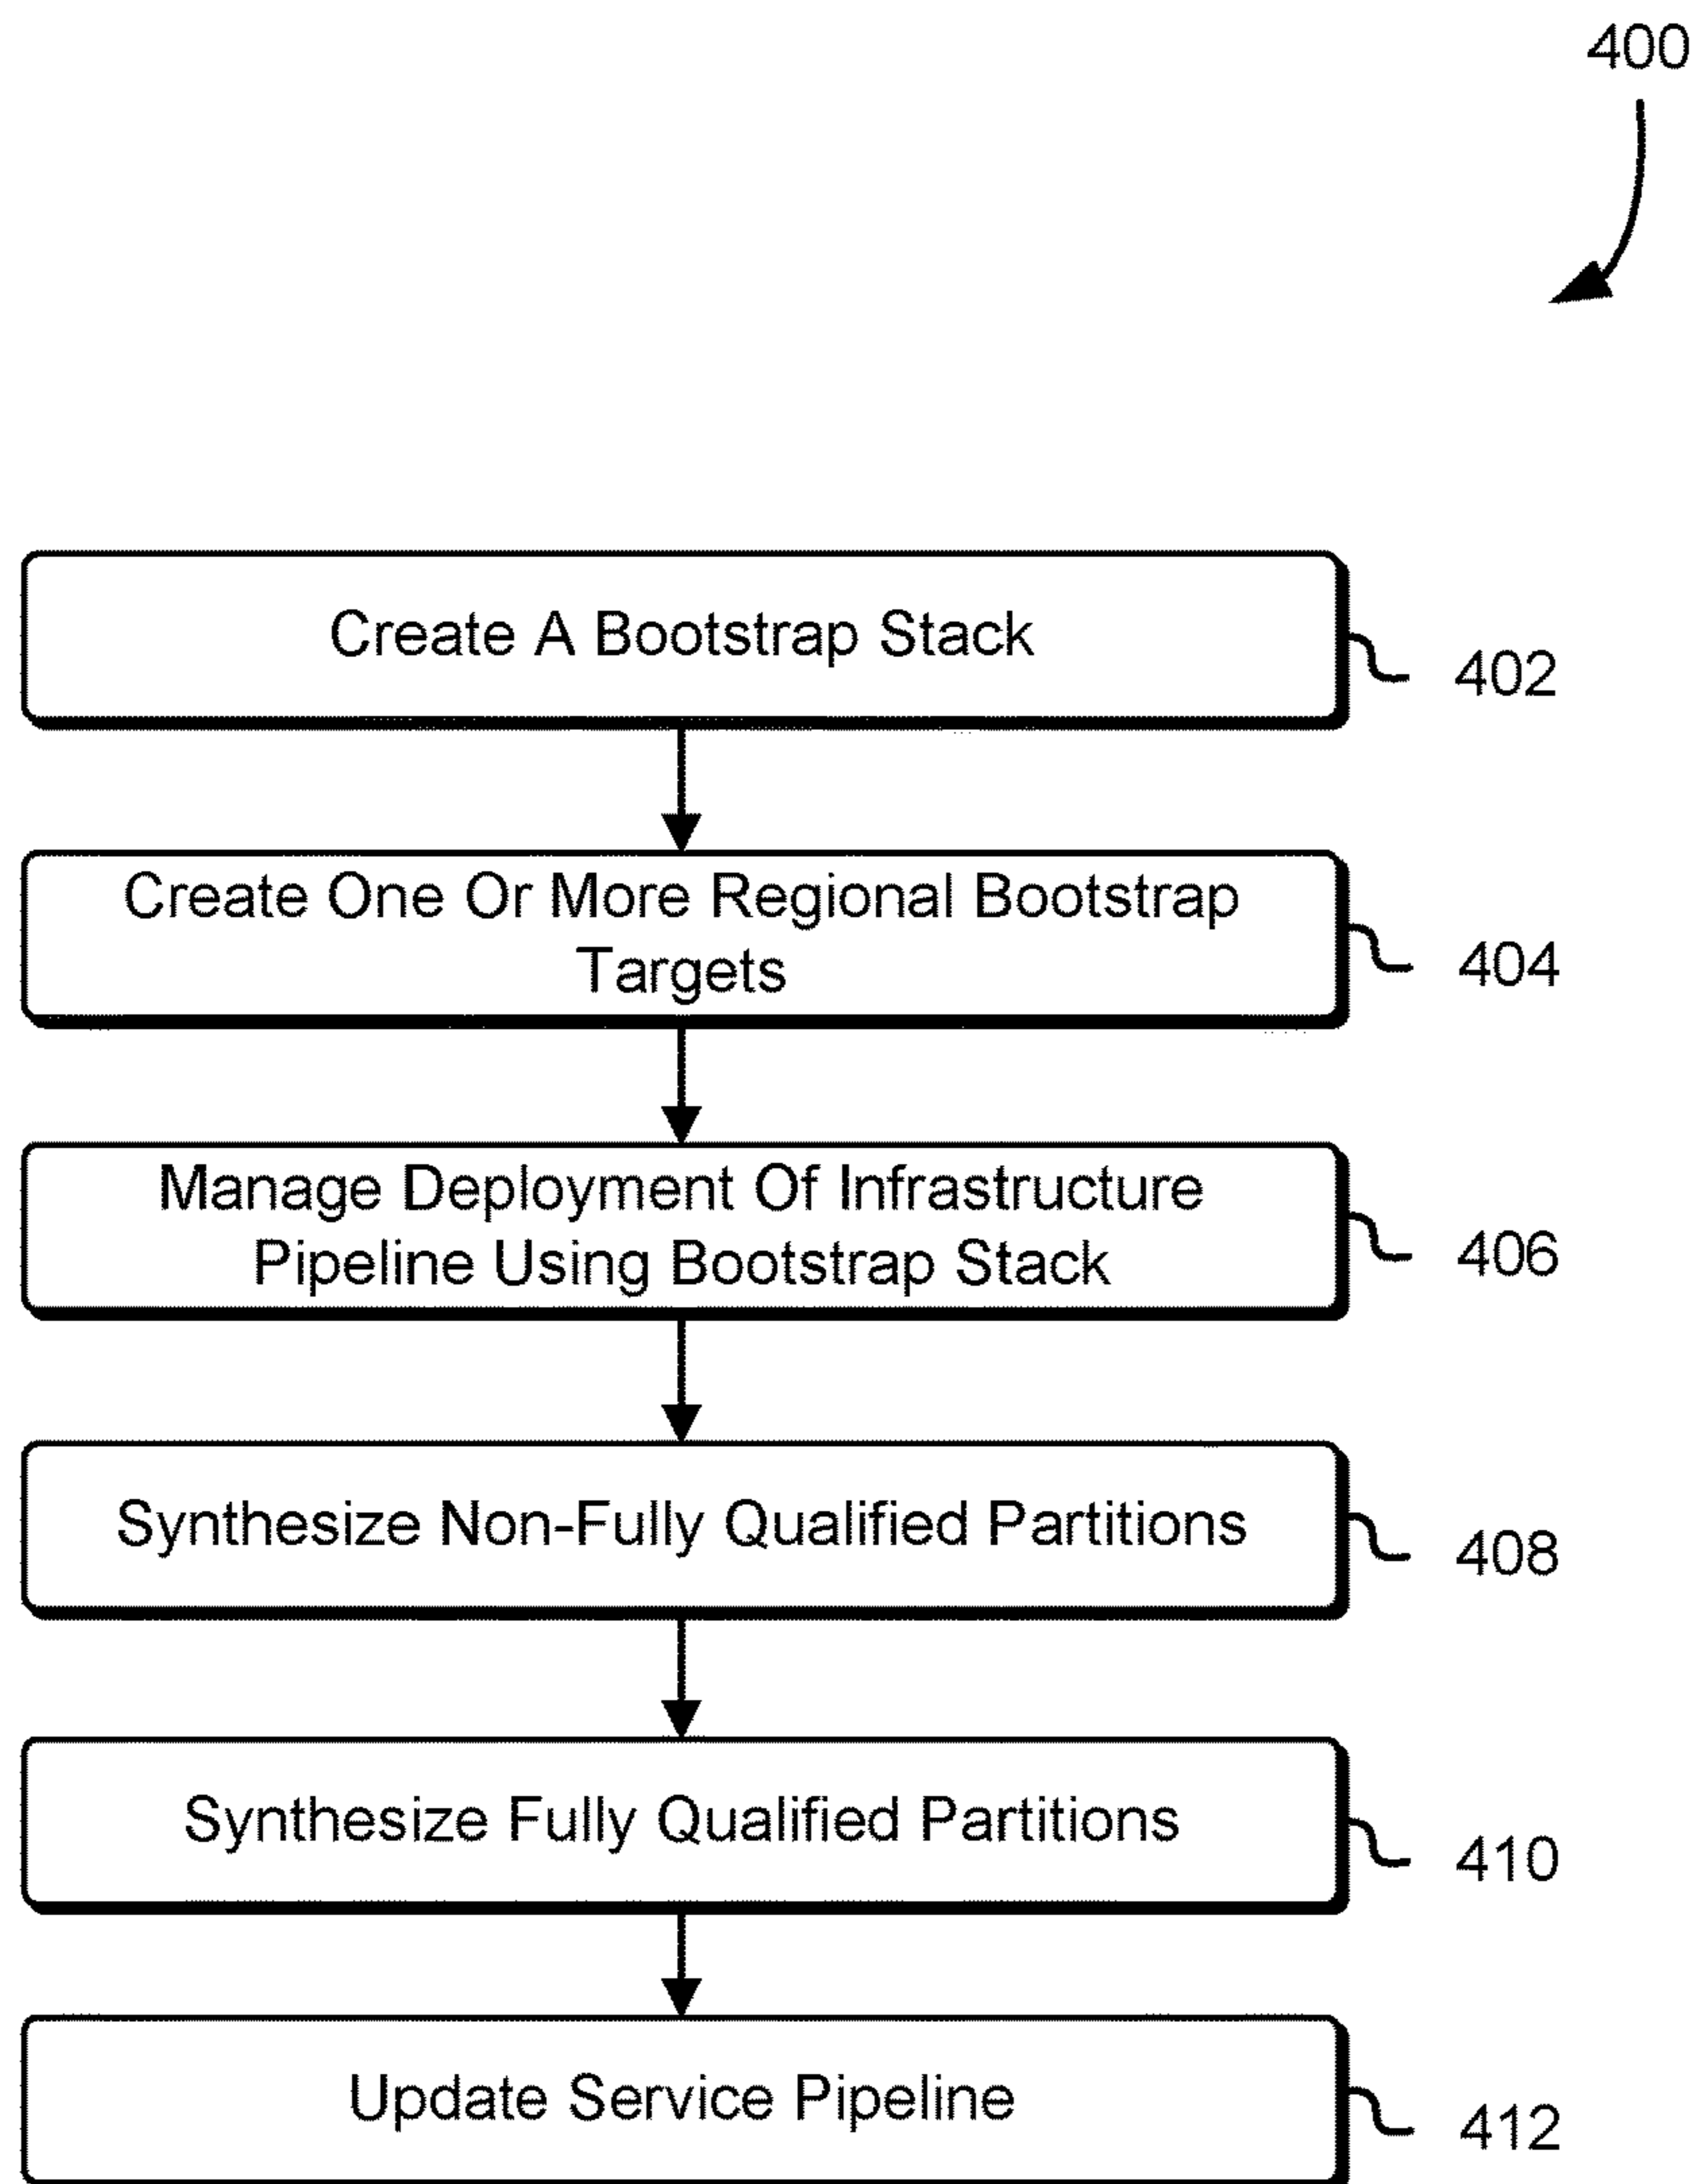 400
Create A Bootstrap Stack
402
Create One Or More Regional Bootstrap
Targets
404
Manage Deployment Of Infrastructure
Pipeline Using Bootstrap Stack
406
Synthesize Non-Fully Qualified Partitions
408
Synthesize Fully Qualified Partitions
410
Update Service Pipeline
412